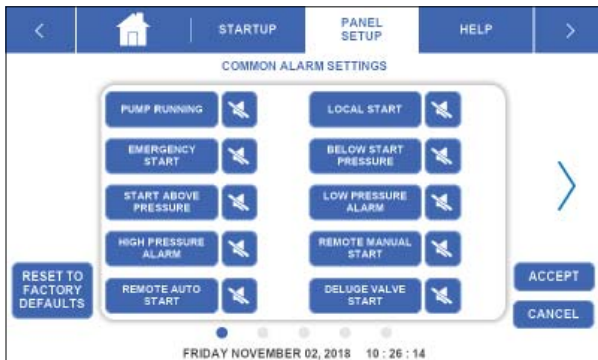 STARTUP
PANEL
SETUP
HELP
COMMON ALARM SETTINGS
PUMP RUNNING
LOCAL START
EMERGENCY
START
BELOW START
PRESSURE
START ABOVE
PRESSURE
LOW PRESSURE
ALARM
HIGH PRESSURE
ALARM
REMOTE MANUAL
START
REMOTE AUTO
START
DELUGE VALVE
START
RESET TO
FACTORY
DEFAULTS
ACCEPT
CANCEL
FRIDAY NOVEMBER 02, 2018 10 : 26 : 14